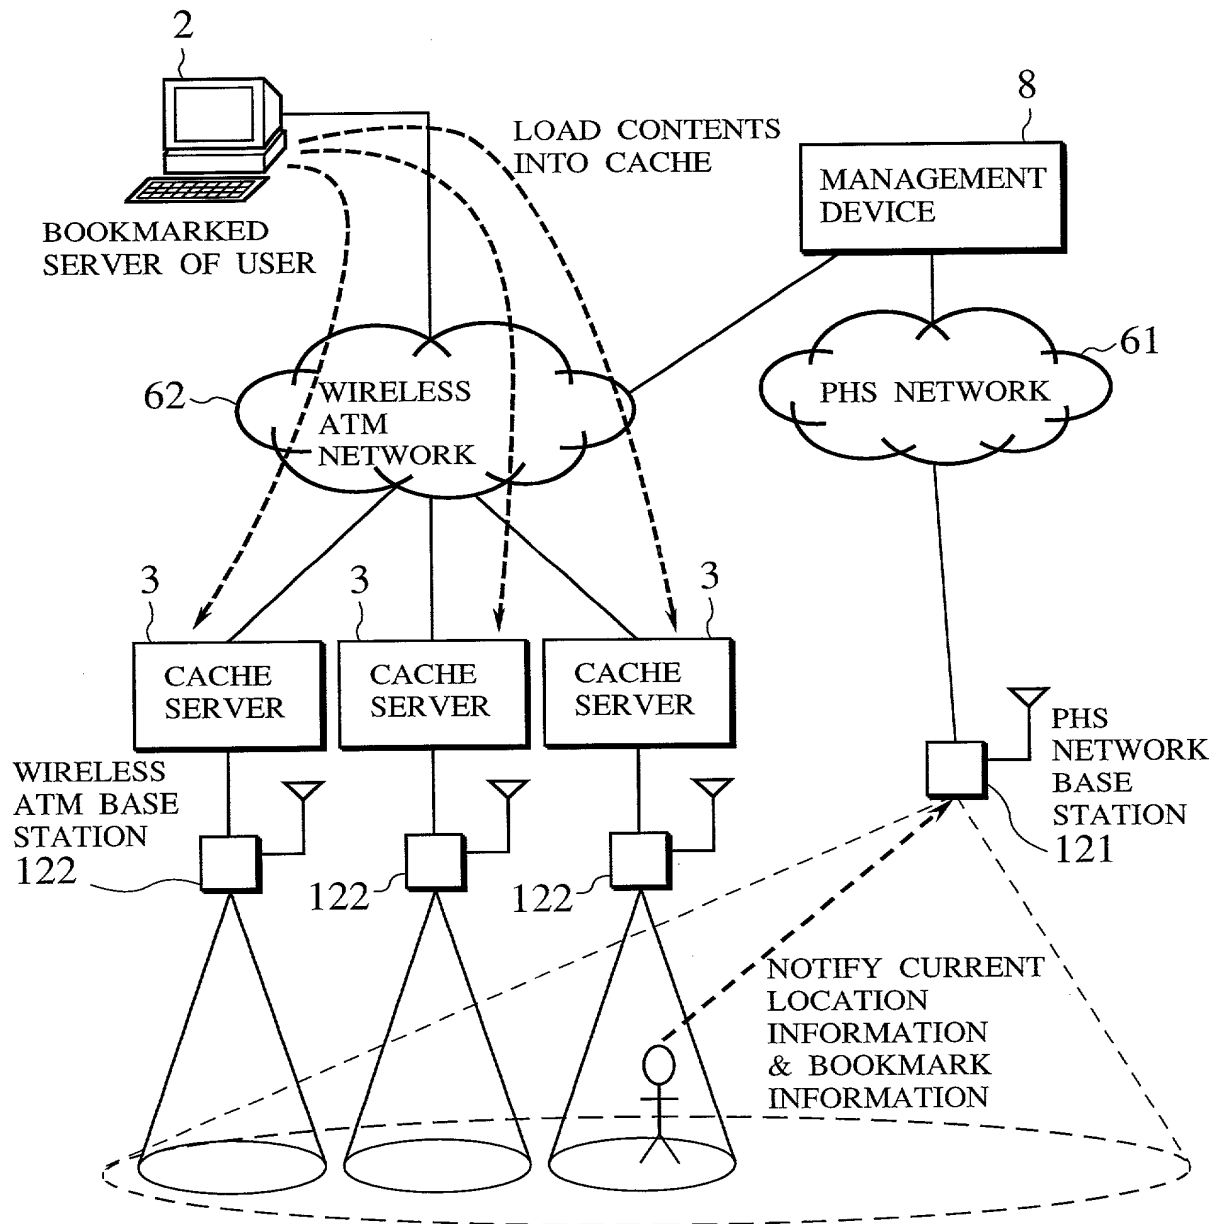 2
8
LOAD CONTENTS
INTO CACHE
MANAGEMENT
DEVICE
BOOKMARKED
SERVER OF USER
61
62
WIRELESS
ATM
NETWORK
PHS NETWORK
3
3
3
CACHE
SERVER
CACHE
SERVER
CACHE
SERVER
WIRELESS
ATM BASE
STATION
122
122
122
PHS
NETWORK
BASE
STATION
121
NOTIFY CURRENT
LOCATION
INFORMATION
& BOOKMARK
INFORMATION